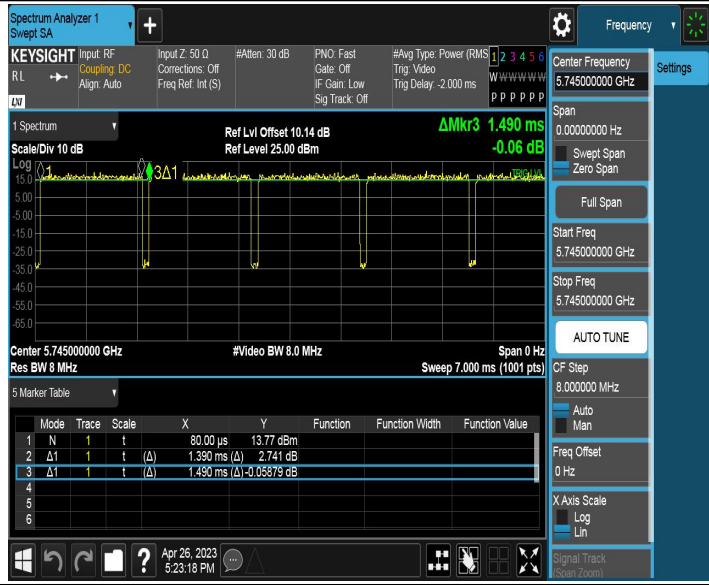 Spectrum Analyzer 1
Swept SA
Frequency
KEYSIGHT
RL
LXI
Input: RF
Coupling: DC
Align: Auto
Input Z: 50 Ω
Corrections: Off
Freq Ref: Int (S)
#Atten: 30 dB
PNO: Fast
Gate: Off
IF Gain: Low
Sig Track: Off
#Avg Type: Power (RMS
Trig: Video
Trig Delay: -2.000 ms
1 2 3 4 5 6
W W W W W W
P P P P P P
1 Spectrum
Scale/Div 10 dB
Ref Lvl Offset 10.14 dB
Ref Level 25.00 dBm
ΔMkr3 1.490 ms
-0.06 dB
Log
1
3Δ1
TRIG LVL
15.0
5.00
-5.00
-15.0
-25.0
-35.0
-45.0
-55.0
-65.0
Center 5.745000000 GHz
#Video BW 8.0 MHz
Span 0 Hz
Res BW 8 MHz
Sweep 7.000 ms (1001 pts)
5 Marker Table
Mode Trace Scale X Y Function Function Width Function Value
1 N 1 t 80.00 µs 13.77 dBm
2 Δ1 1 t (Δ) 1.390 ms (Δ) 2.741 dB
3 Δ1 1 t (Δ) 1.490 ms (Δ) -0.05879 dB
4
5
6
Apr 26, 2023
5:23:18 PM
Center Frequency
5.745000000 GHz
Settings
Span
0.00000000 Hz
Swept Span
Zero Span
Full Span
Start Freq
5.745000000 GHz
Stop Freq
5.745000000 GHz
AUTO TUNE
CF Step
8.000000 MHz
Auto
Man
Freq Offset
0 Hz
X Axis Scale
Log
Lin
Signal Track
(Span Zoom)